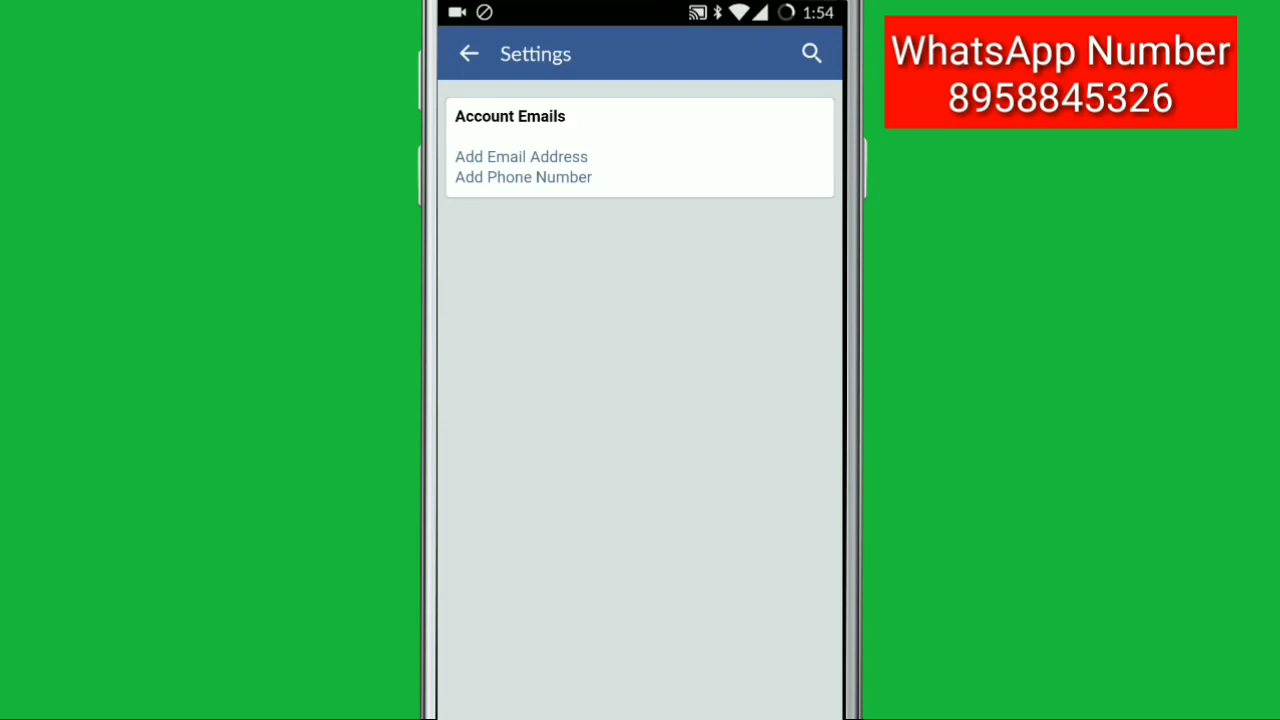 1:54
Settings
Account Emails
Add Email Address
Add Phone Number
WhatsApp Number
8958845326